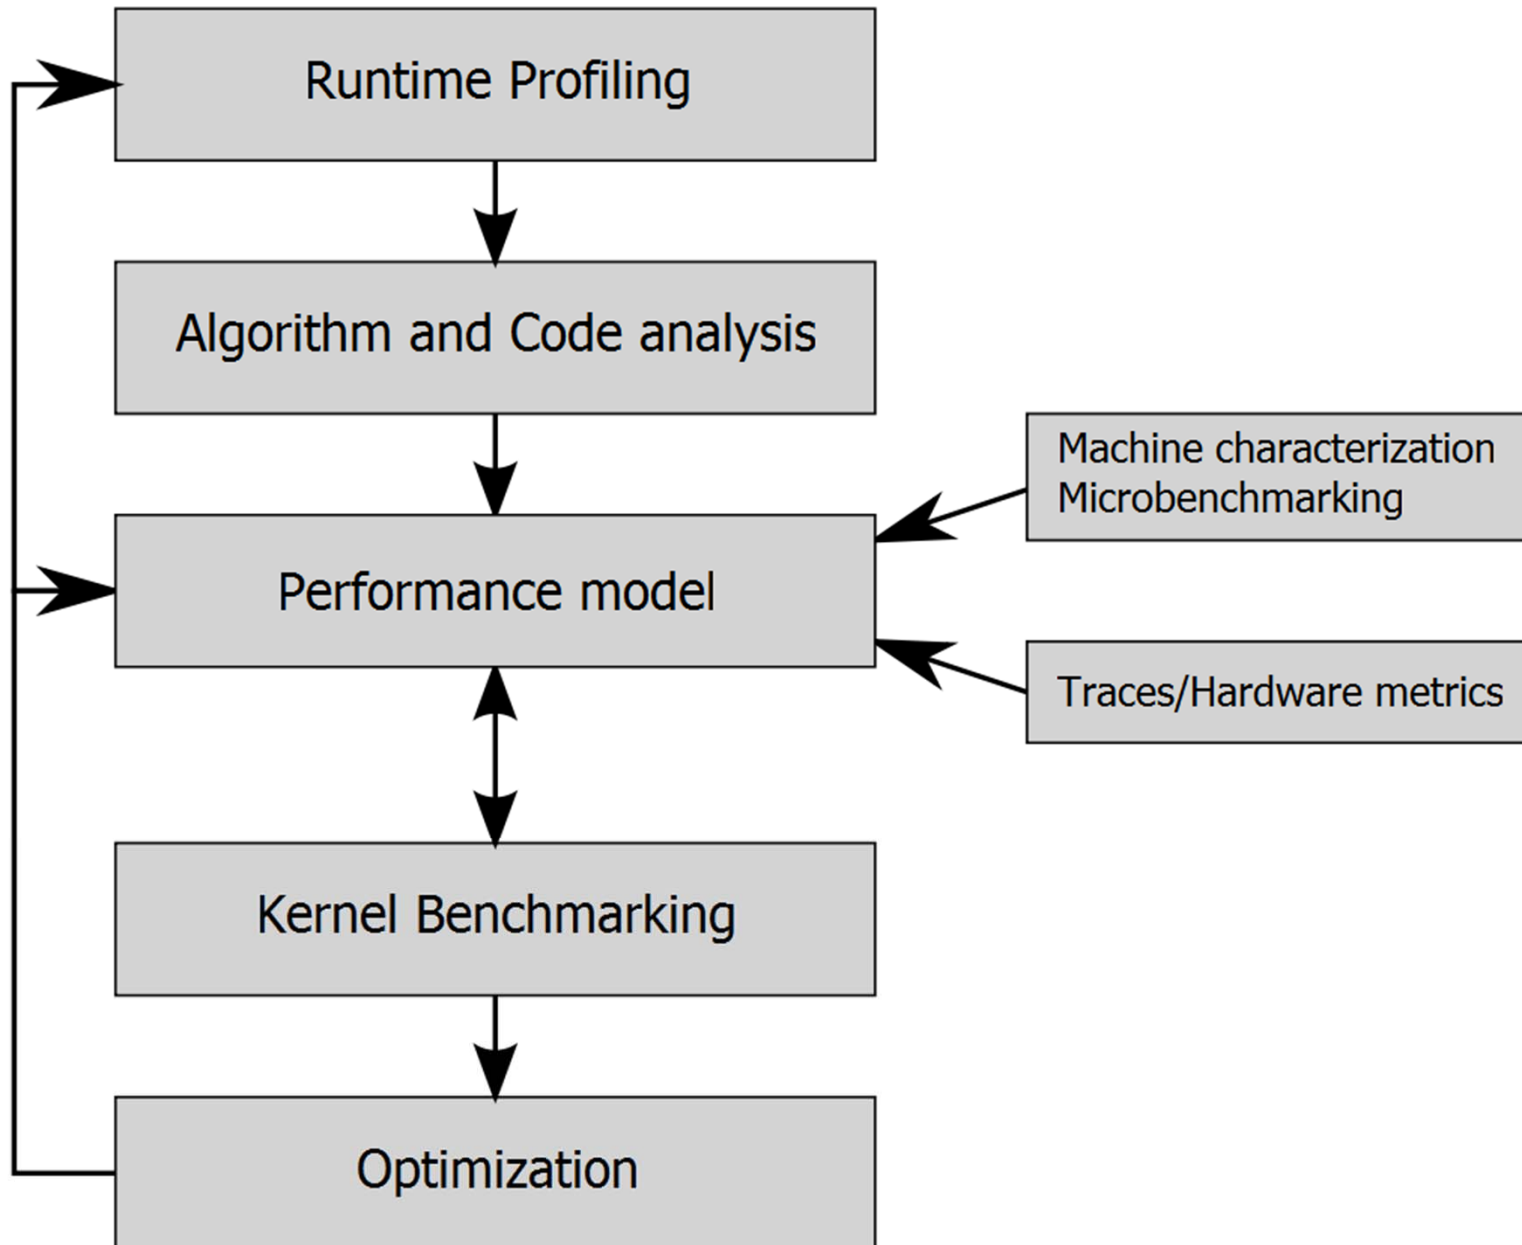 Runtime Profiling
Algorithm and Code analysis
Machine characterization
Microbenchmarking
Performance model
Traces/Hardware metrics
Kernel Benchmarking
Optimization